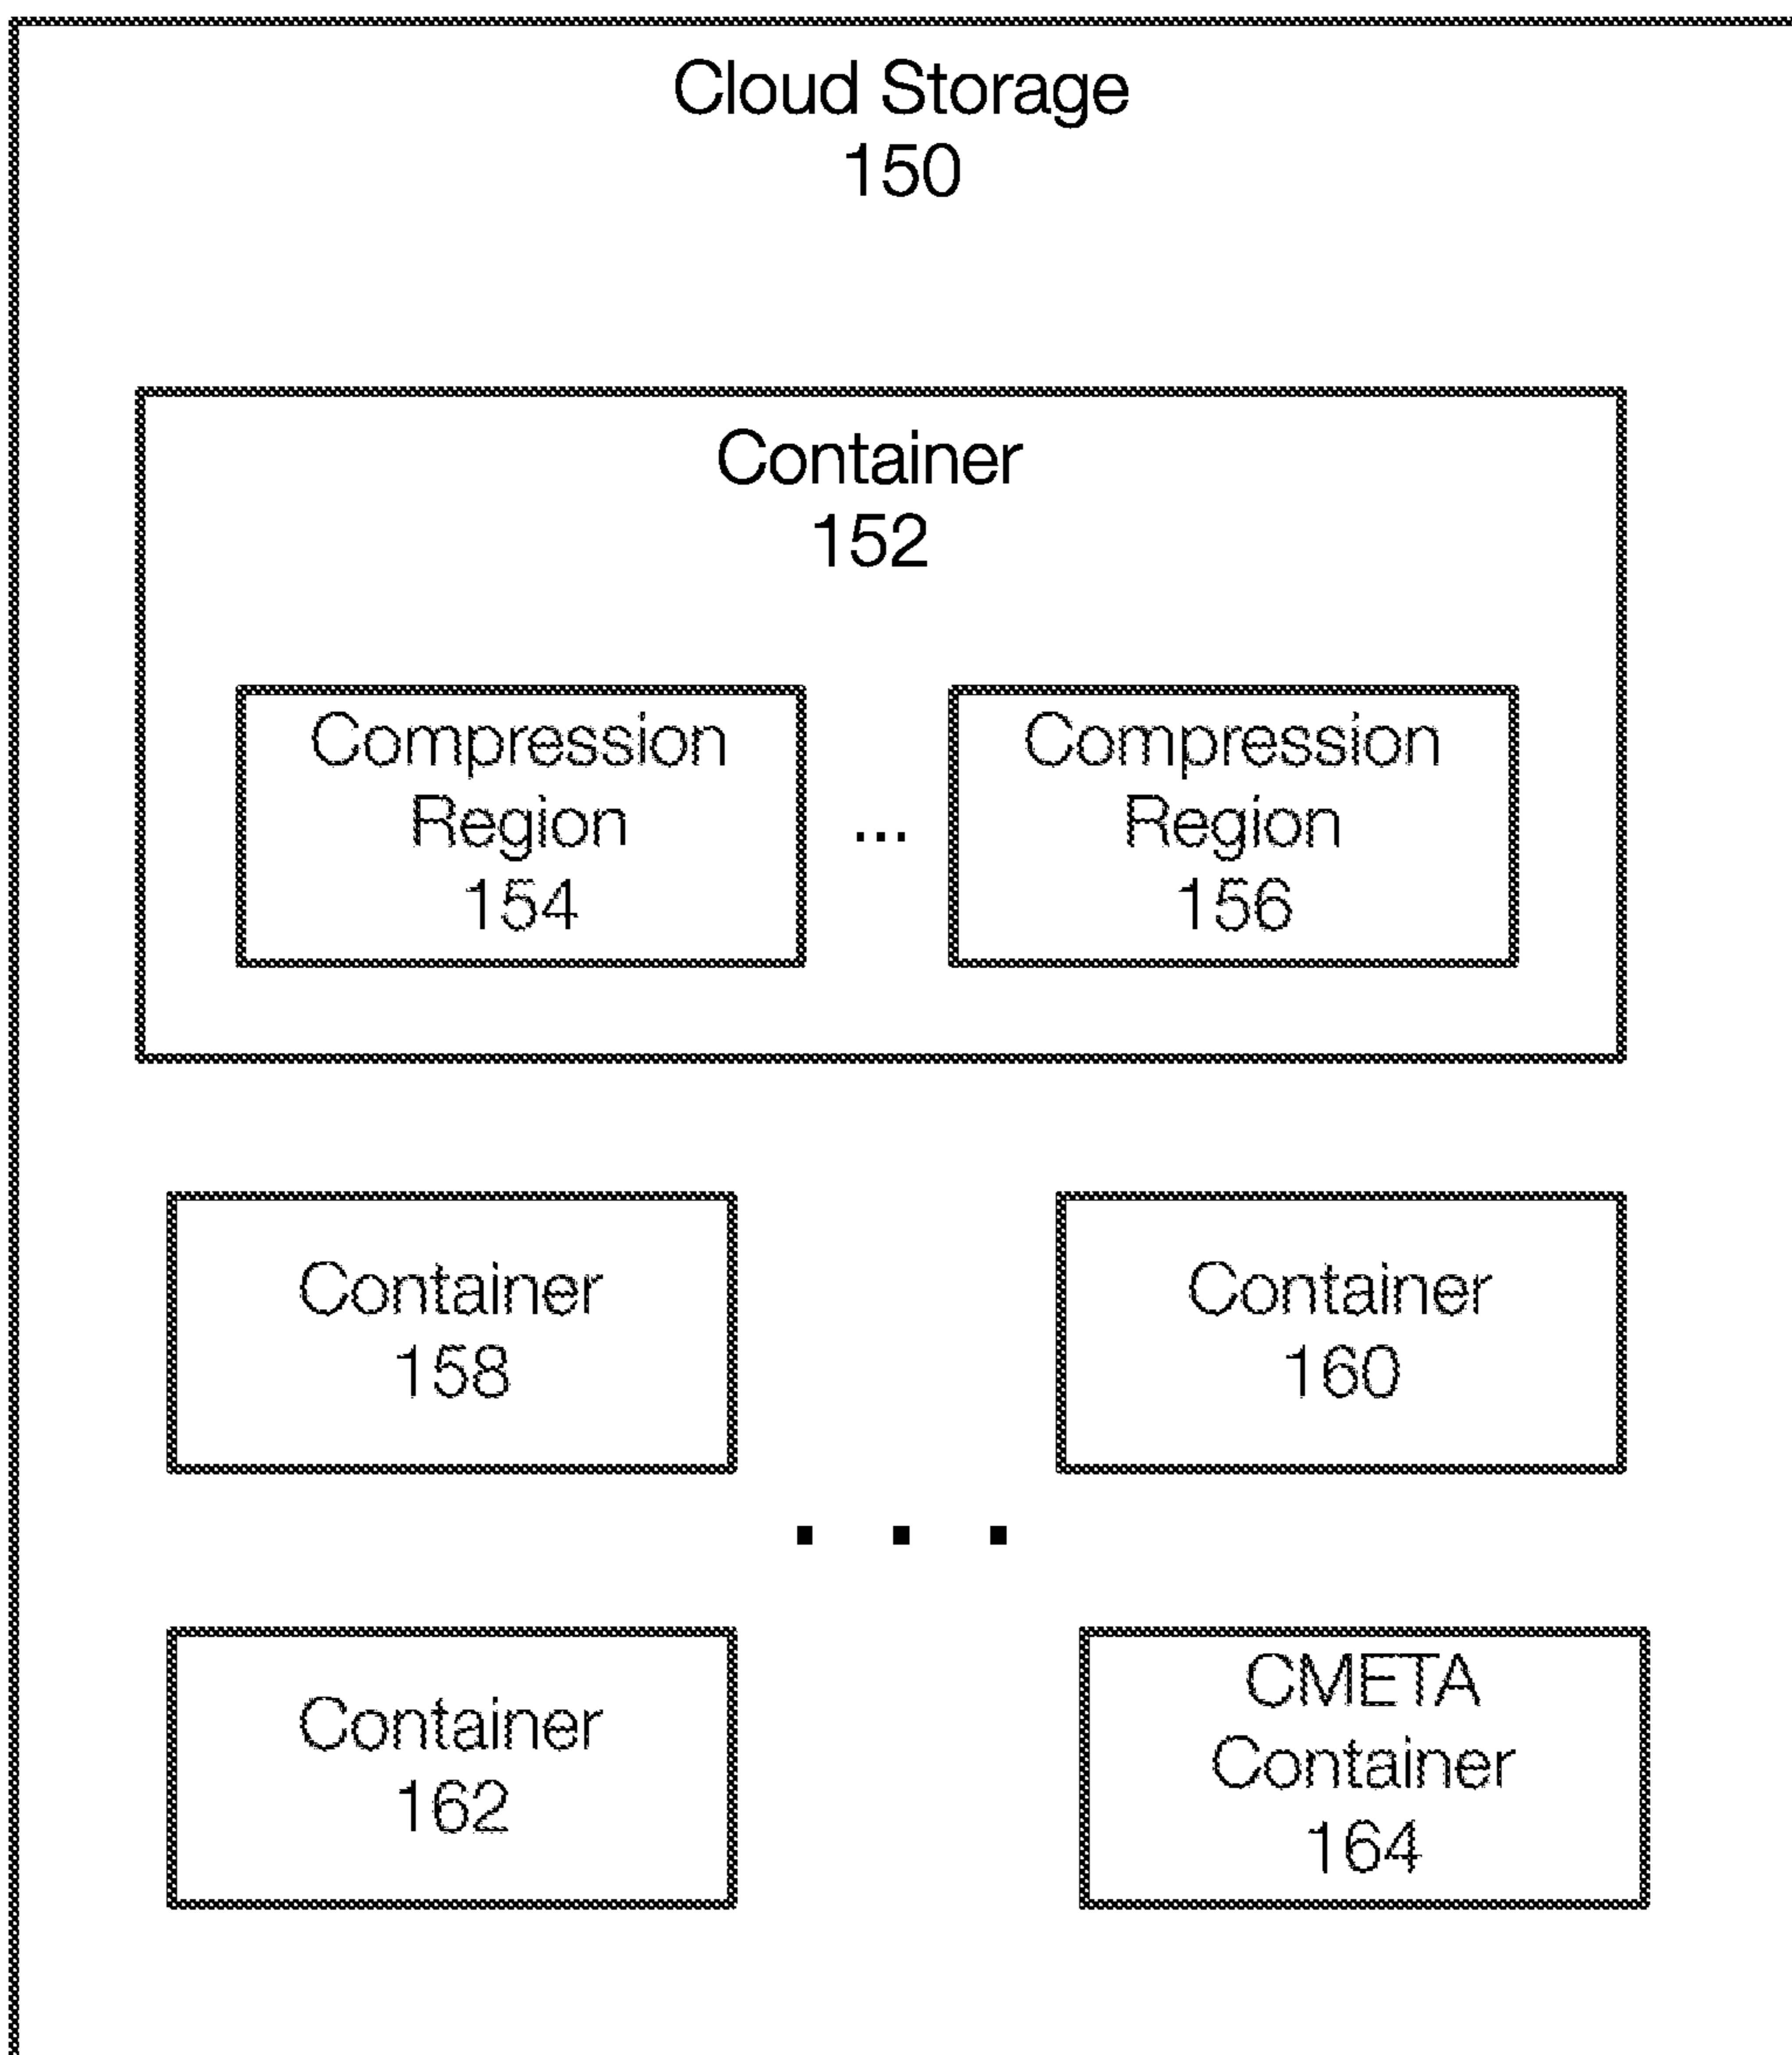 Cloud Storage
150
Container
152
Compression
Region
154
...
Compression
Region
156
Container
158
Container
160
. . .
Container
162
CMETA
Container
164